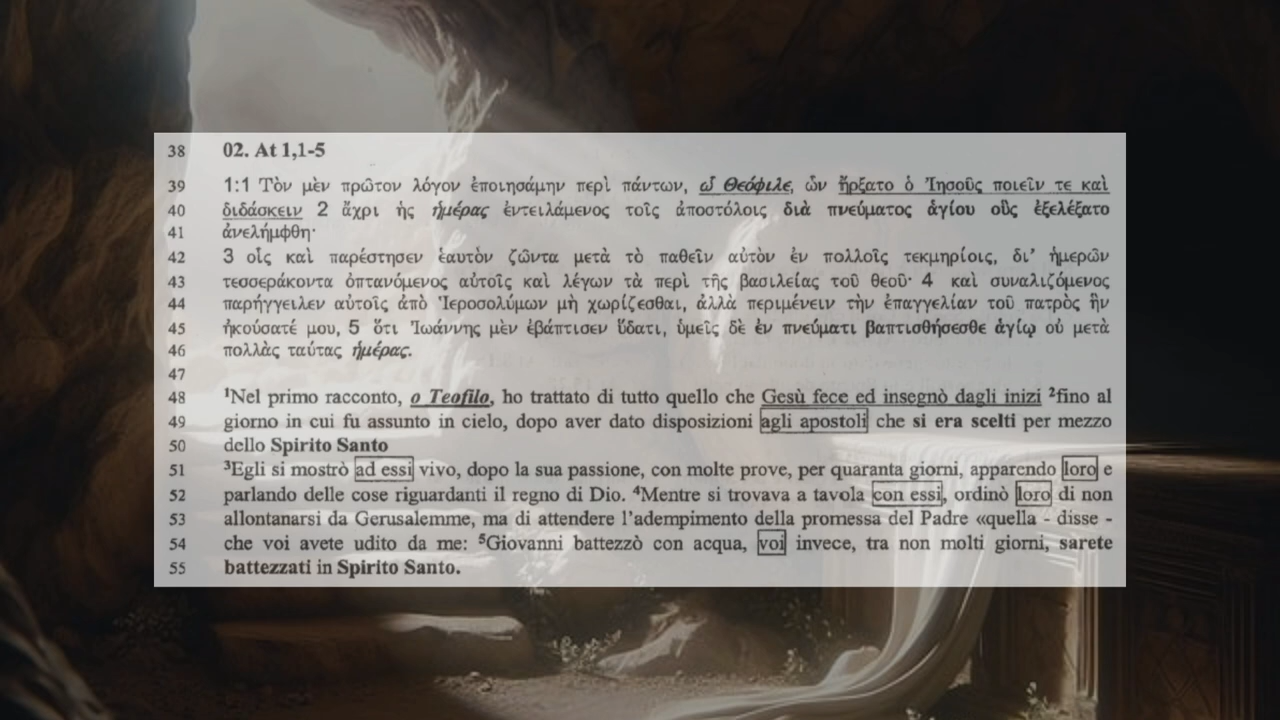 38 02. At 1,1-5
39 1:1 Τὸν μὲν πρῶτον λόγον ἐποιησάμην περὶ πάντων, ὦ Θεόφιλε, ὧν ἤρξατο ὁ Ἰησοῦς ποιεῖν τε καὶ
40 διδάσκειν 2 ἄχρι ἧς ἡμέρας ἐντειλάμενος τοῖς ἀποστόλοις διὰ πνεύματος ἁγίου οὓς ἐξελέξατο
41 ἀνελήμφθη·
42 3 οἷς καὶ παρέστησεν ἑαυτὸν ζῶντα μετὰ τὸ παθεῖν αὐτὸν ἐν πολλοῖς τεκμηρίοις, δι’ ἡμερῶν
43 τεσσεράκοντα ὀπτανόμενος αὐτοῖς καὶ λέγων τὰ περὶ τῆς βασιλείας τοῦ θεοῦ· 4 καὶ συναλιζόμενος
44 παρήγγειλεν αὐτοῖς ἀπὸ Ἱεροσολύμων μὴ χωρίζεσθαι, ἀλλὰ περιμένειν τὴν ἐπαγγελίαν τοῦ πατρὸς ἣν
45 ἠκούσατέ μου, 5 ὅτι Ἰωάννης μὲν ἐβάπτισεν ὕδατι, ὑμεῖς δὲ ἐν πνεύματι βαπτισθήσεσθε ἁγίῳ οὐ μετὰ
46 πολλὰς ταύτας ἡμέρας.
47
48 ¹Nel primo racconto, o Teofilo, ho trattato di tutto quello che Gesù fece ed insegnò dagli inizi ²fino al
49 giorno in cui fu assunto in cielo, dopo aver dato disposizioni agli apostoli che si era scelti per mezzo
50 dello Spirito Santo
51 ³Egli si mostrò ad essi vivo, dopo la sua passione, con molte prove, per quaranta giorni, apparendo loro e
52 parlando delle cose riguardanti il regno di Dio. ⁴Mentre si trovava a tavola con essi, ordinò loro di non
53 allontanarsi da Gerusalemme, ma di attendere l’adempimento della promessa del Padre «quella - disse -
54 che voi avete udito da me: ⁵Giovanni battezzò con acqua, voi invece, tra non molti giorni, sarete
55 battezzati in Spirito Santo.